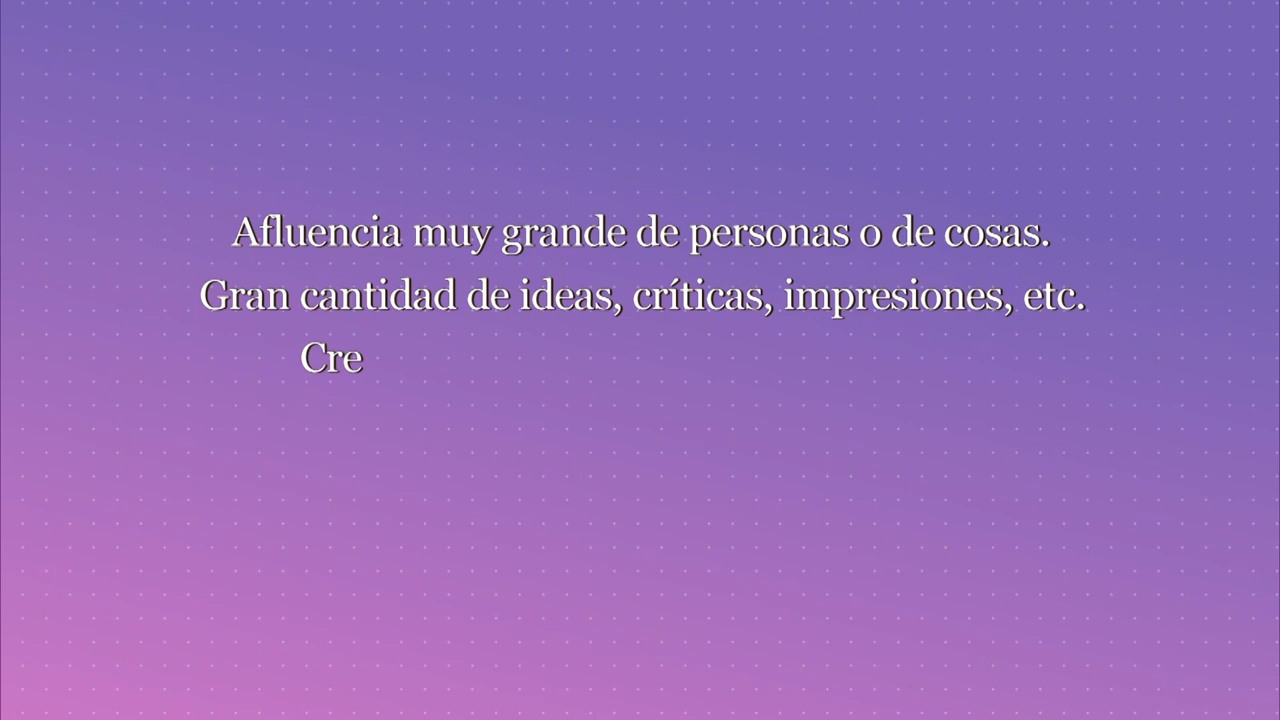 Afluencia muy grande de personas o de cosas.
Gran cantidad de ideas, críticas, impresiones, etc.
Cre